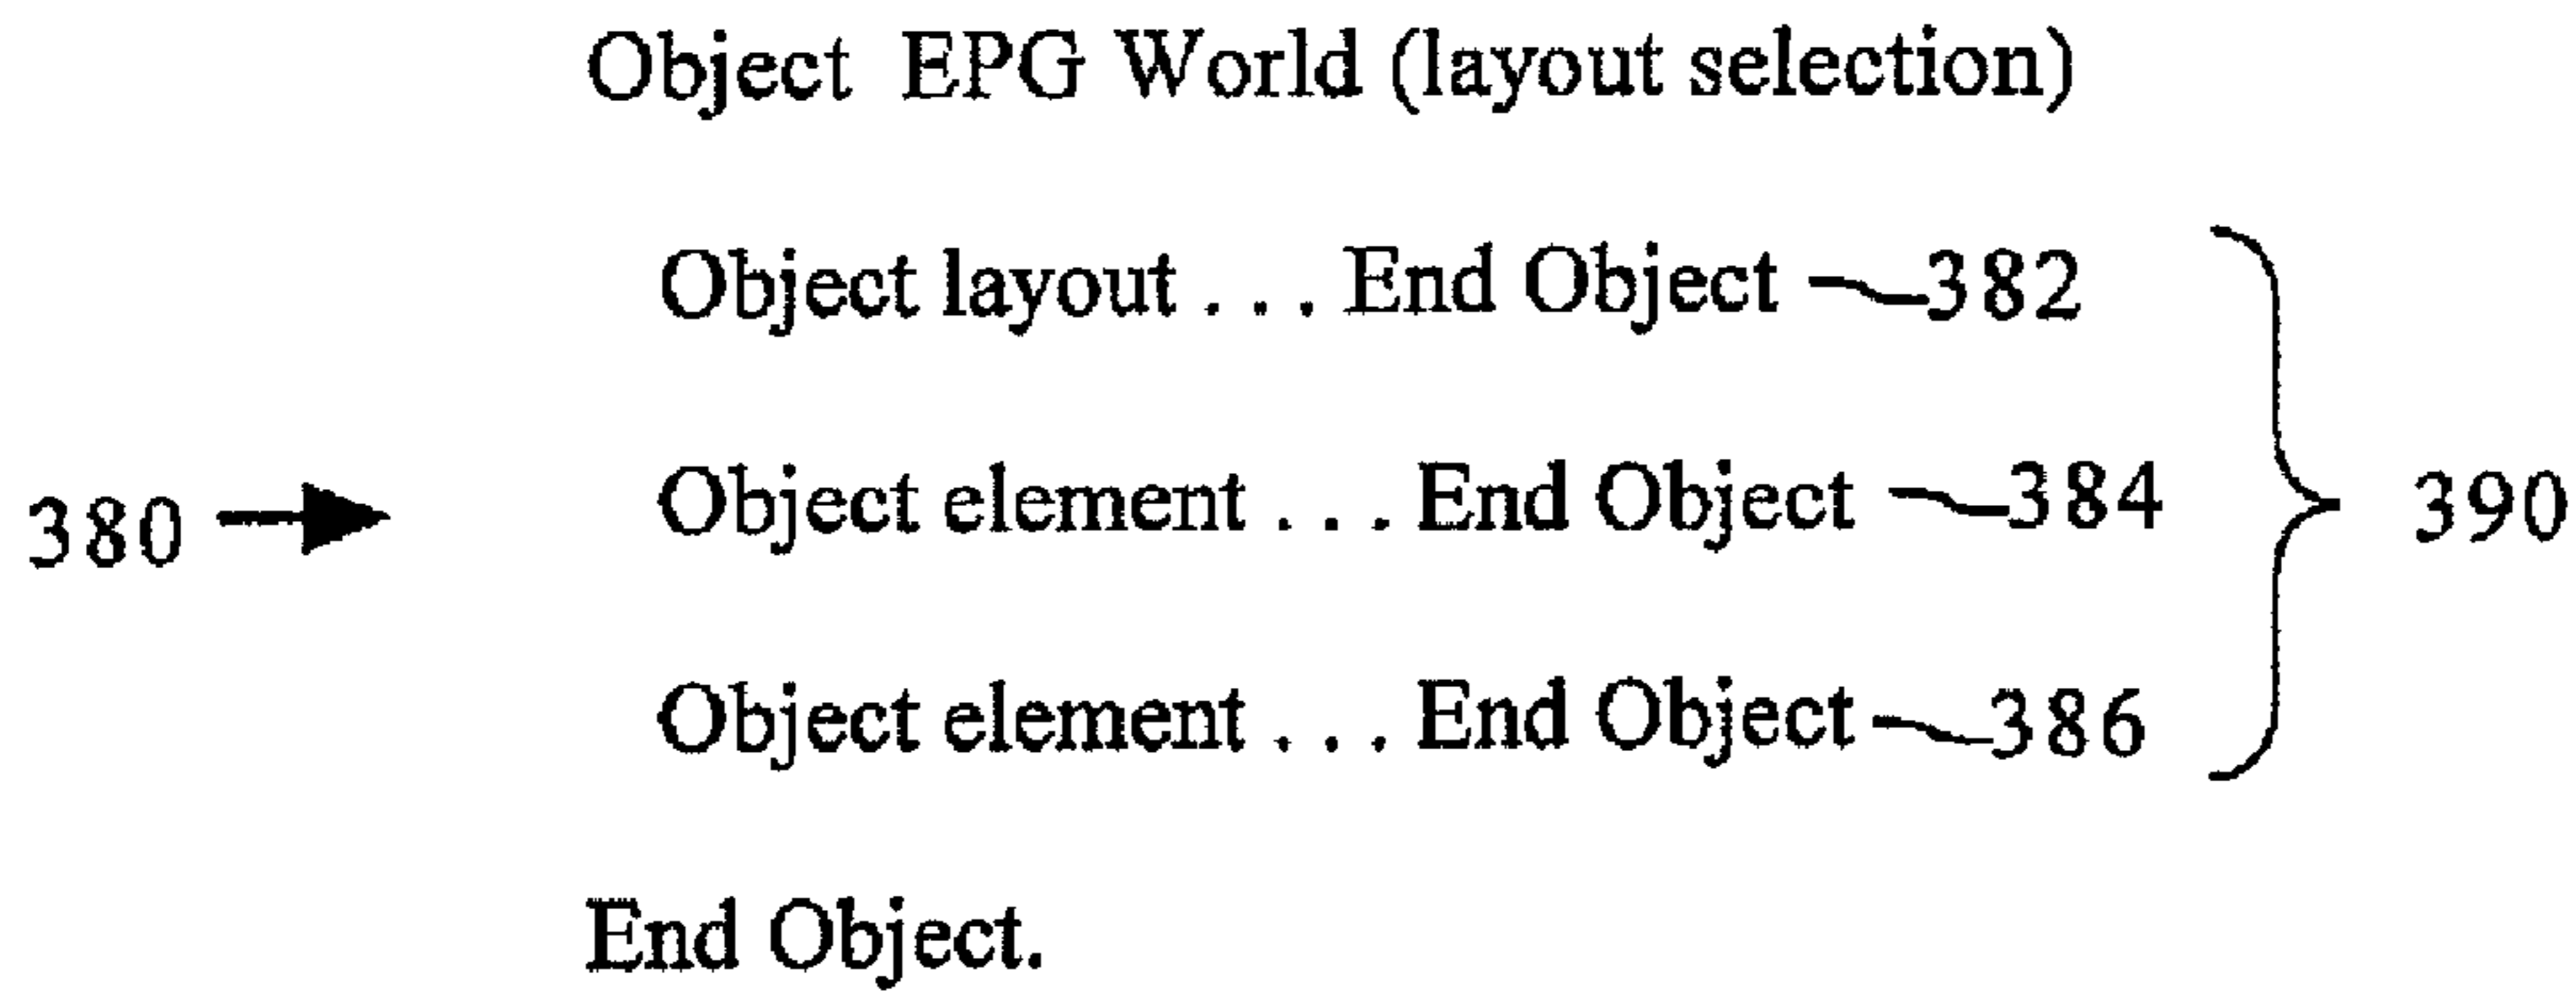 Object EPG World (layout selection)
Object layout . . . End Object 382
380 Object element . . . End Object 384 390
Object element . . . End Object 386
End Object.